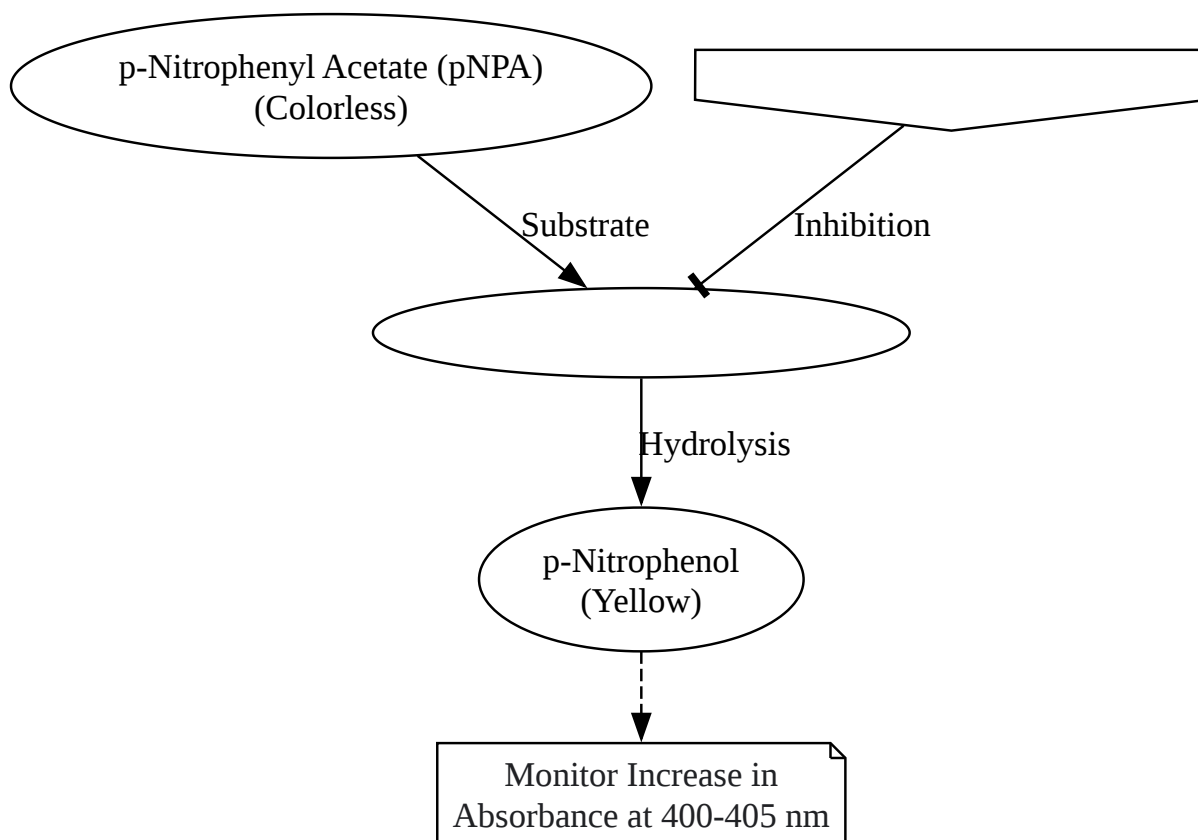 p-Nitrophenyl Acetate (pNPA)
(Colorless)
Substrate
Inhibition
Hydrolysis
p-Nitrophenol
(Yellow)
Monitor Increase in
Absorbance at 400-405 nm